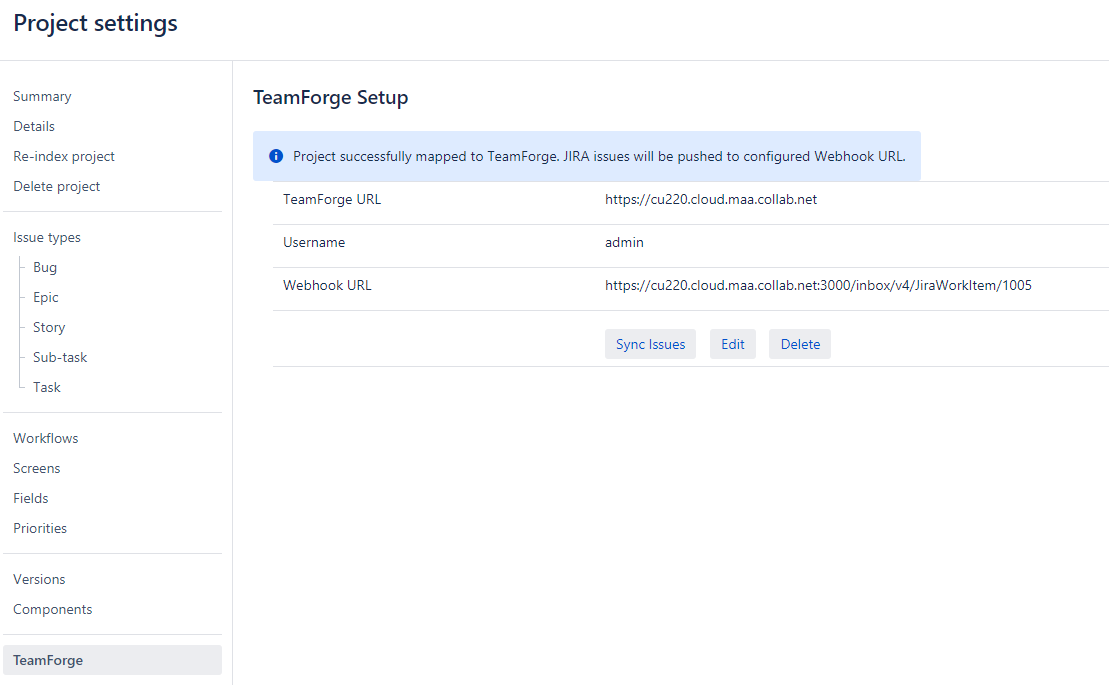 Project settings
Summary
Details
Re-index project
Delete project
Issue types
Bug
Epic
Story
Sub-task
Task
Workflows
Screens
Fields
Priorities
Versions
Components
TeamForge
TeamForge Setup
Project successfully mapped to TeamForge. JIRA issues will be pushed to configured Webhook URL.
TeamForge URL https://cu220.cloud.maa.collab.net
Username admin
Webhook URL https://cu220.cloud.maa.collab.net:3000/inbox/v4/JiraWorkItem/1005
Sync Issues Edit Delete